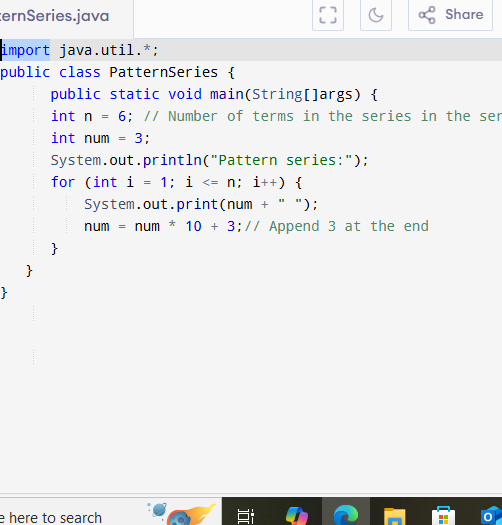 ernSeries.java
Share
import java.util.*;
public class PatternSeries {
public static void main(String[]args) {
int n = 6; // Number of terms in the series in the ser
int num = 3;
System.out.println("Pattern series:");
for (int i = 1; i <= n; i++) {
System.out.print(num + " ");
num = num * 10 + 3;// Append 3 at the end
}
}
}
e here to search